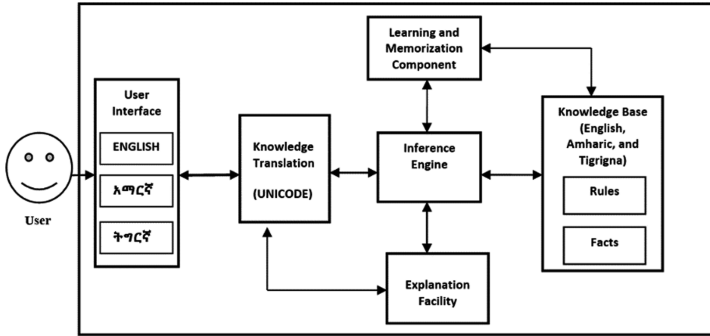 Learning and
Memorization
Component
User
Interface
ENGLISH
አማርኛ
ትግርኛ
User
Knowledge
Translation
(UNICODE)
Inference
Engine
Knowledge Base
(English,
Amharic, and
Tigrigna)
Rules
Facts
Explanation
Facility